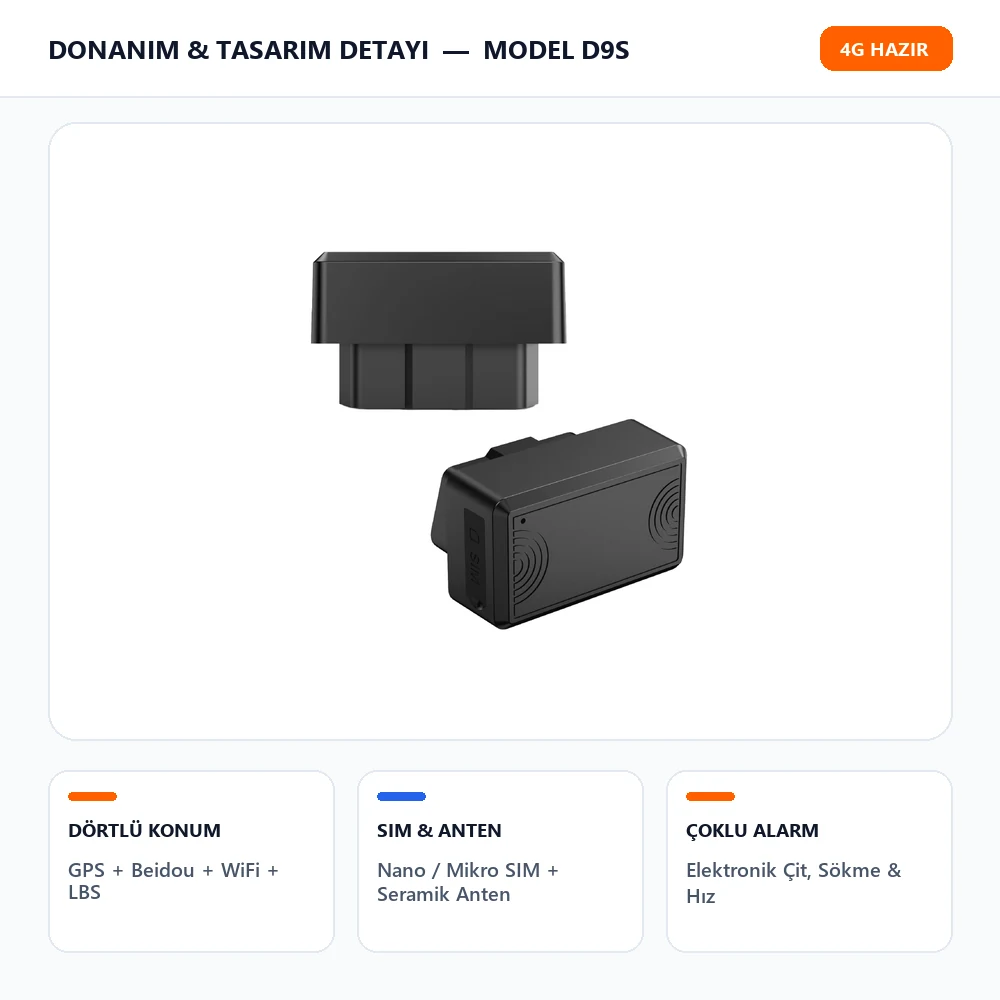 DONANIM & TASARIM DETAYI — MODEL D9S
4G HAZIR
SIM
DÖRTLÜ KONUM
GPS + Beidou + WiFi +
LBS
SIM & ANTEN
Nano / Mikro SIM +
Seramik Anten
ÇOKLU ALARM
Elektronik Çit, Sökme &
Hız